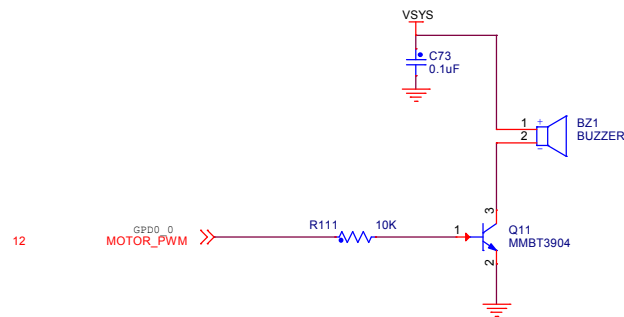 VSYS
C73
0.1uF
1
+
BZ1
2
-
BUZZER
GPD0_0
12
MOTOR_PWM
R111
10K
1
3
Q11
MMBT3904
2